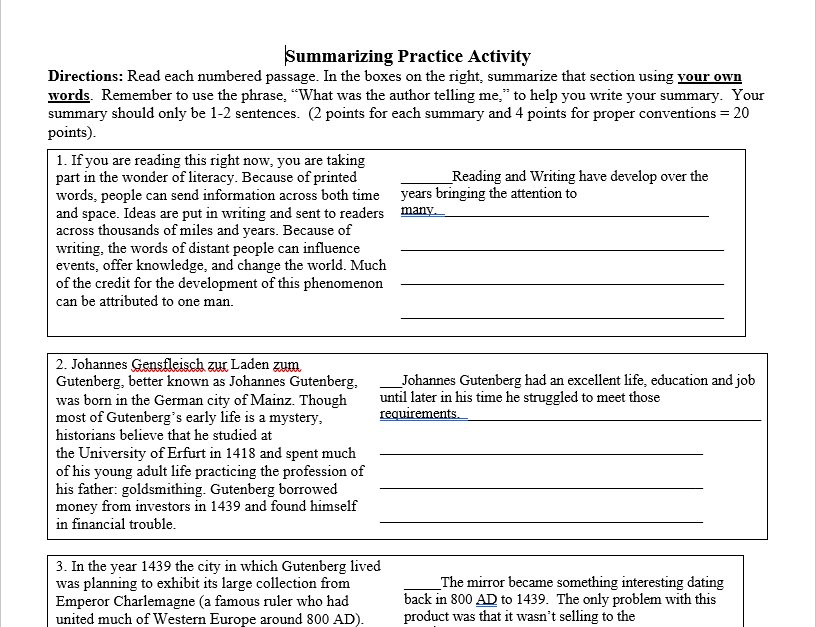 Summarizing Practice Activity
Directions: Read each numbered passage. In the boxes on the right, summarize that section using your own
words. Remember to use the phrase, “What was the author telling me,” to help you write your summary. Your
summary should only be 1-2 sentences. (2 points for each summary and 4 points for proper conventions = 20
points).
1. If you are reading this right now, you are taking
part in the wonder of literacy. Because of printed
words, people can send information across both time
and space. Ideas are put in writing and sent to readers
across thousands of miles and years. Because of
writing, the words of distant people can influence
events, offer knowledge, and change the world. Much
of the credit for the development of this phenomenon
can be attributed to one man.
_______Reading and Writing have develop over the
years bringing the attention to
many.
2. Johannes Gensfleisch zur Laden zum
Gutenberg, better known as Johannes Gutenberg,
was born in the German city of Mainz. Though
most of Gutenberg’s early life is a mystery,
historians believe that he studied at
the University of Erfurt in 1418 and spent much
of his young adult life practicing the profession of
his father: goldsmithing. Gutenberg borrowed
money from investors in 1439 and found himself
in financial trouble.
___Johannes Gutenberg had an excellent life, education and job
until later in his time he struggled to meet those
requirements.
3. In the year 1439 the city in which Gutenberg lived
was planning to exhibit its large collection from
Emperor Charlemagne (a famous ruler who had
united much of Western Europe around 800 AD).
_____The mirror became something interesting dating
back in 800 AD to 1439. The only problem with this
product was that it wasn’t selling to the